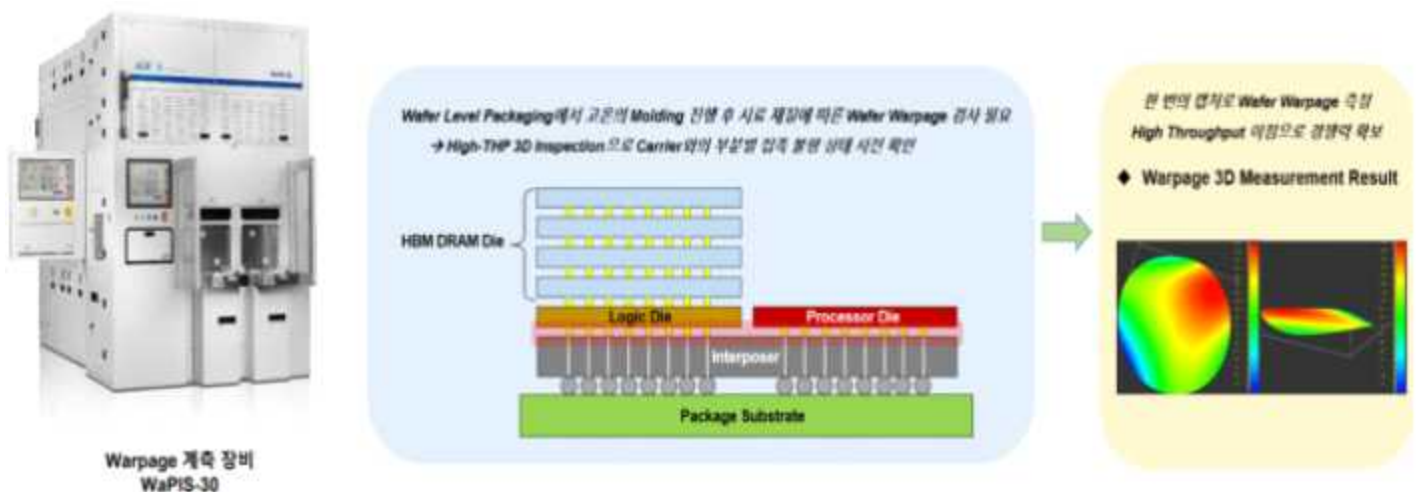 Wafer Level Packaging에서 고온의 Molding 진행 후 시료 재질에 따른 Wafer Warpage 검사 필요
→ High-THP 3D Inspection으로 Carrier와의 부분별 접촉 불량 상태 사전 확인
HBM DRAM Die
Logic Die
Processor Die
Interposer
Package Substrate
한 번의 캡처로 Wafer Warpage 측정
High Throughput 이점으로 경쟁력 확보
◆ Warpage 3D Measurement Result
Warpage 계측 장비
WaPIS-30